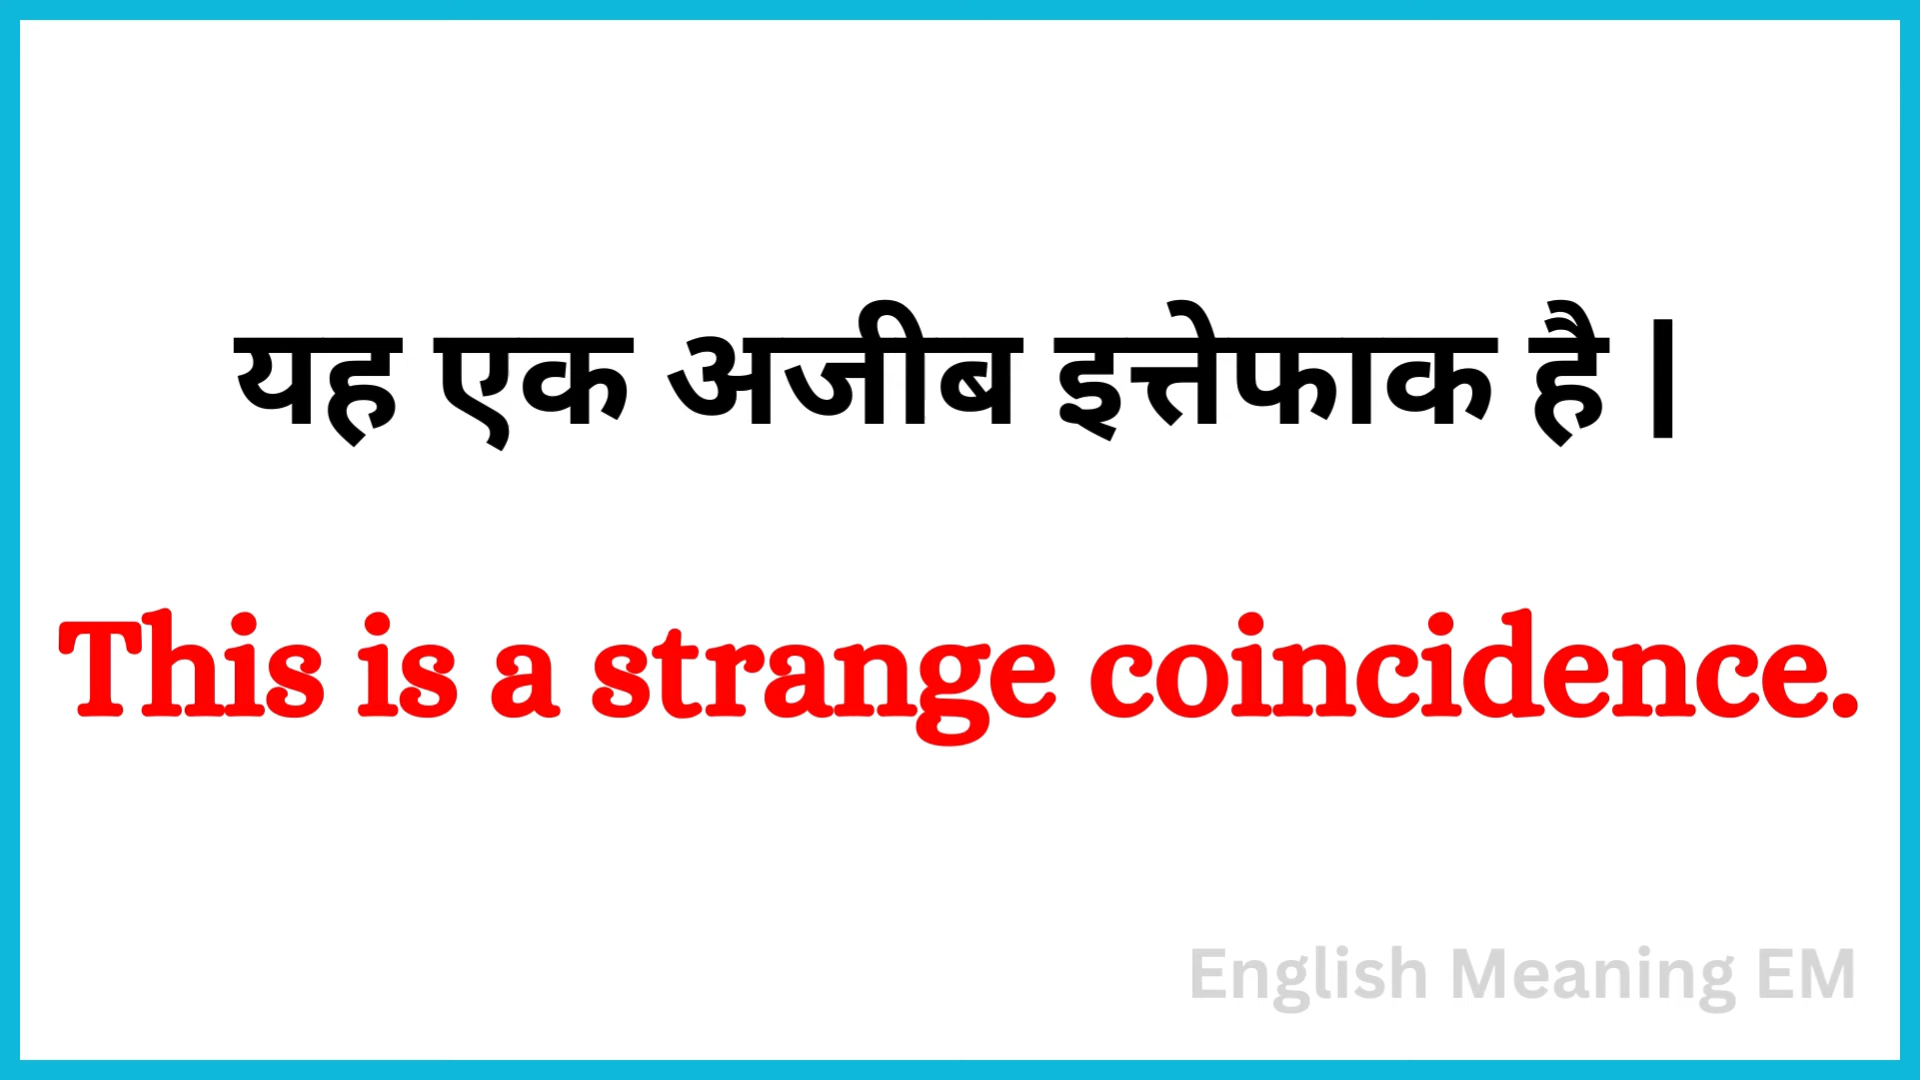 यह एक अजीब इत्तेफाक है |
This is a strange coincidence.
English Meaning EM